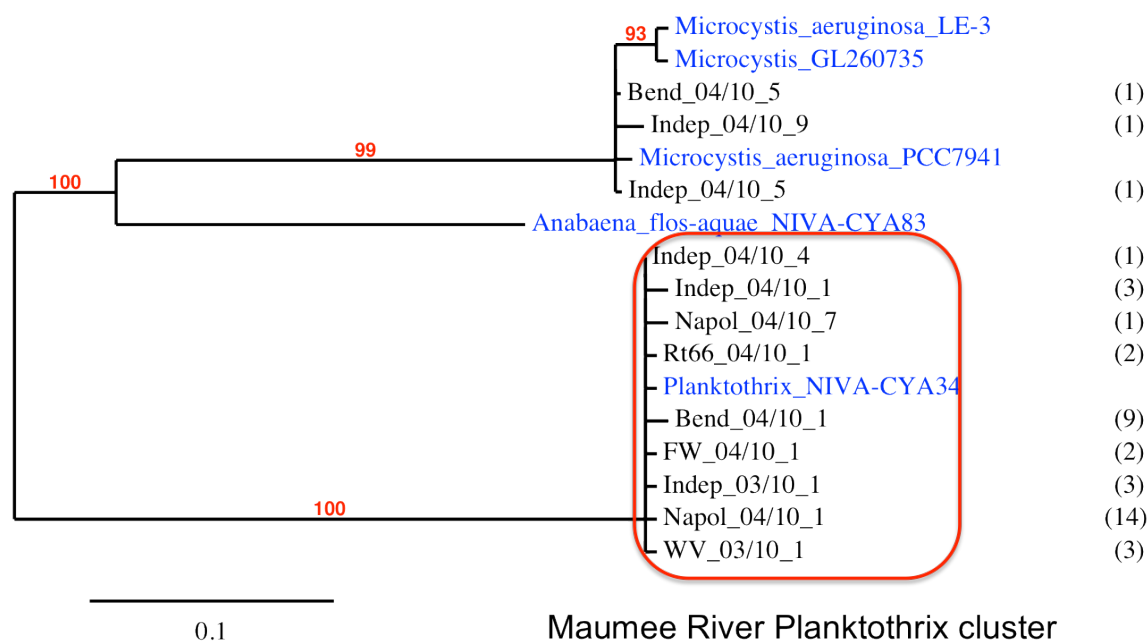 93
Microcystis_aeruginosa_LE-3
Microcystis_GL260735
Bend_04/10_5 (1)
Indep_04/10_9 (1)
99
Microcystis_aeruginosa_PCC7941
100
Indep_04/10_5 (1)
Anabaena_flos-aquae_NIVA-CYA83
Indep_04/10_4 (1)
Indep_04/10_1 (3)
Napol_04/10_7 (1)
Rt66_04/10_1 (2)
Planktothrix_NIVA-CYA34
Bend_04/10_1 (9)
FW_04/10_1 (2)
Indep_03/10_1 (3)
100
Napol_04/10_1 (14)
WV_03/10_1 (3)
0.1
Maumee River Planktothrix cluster